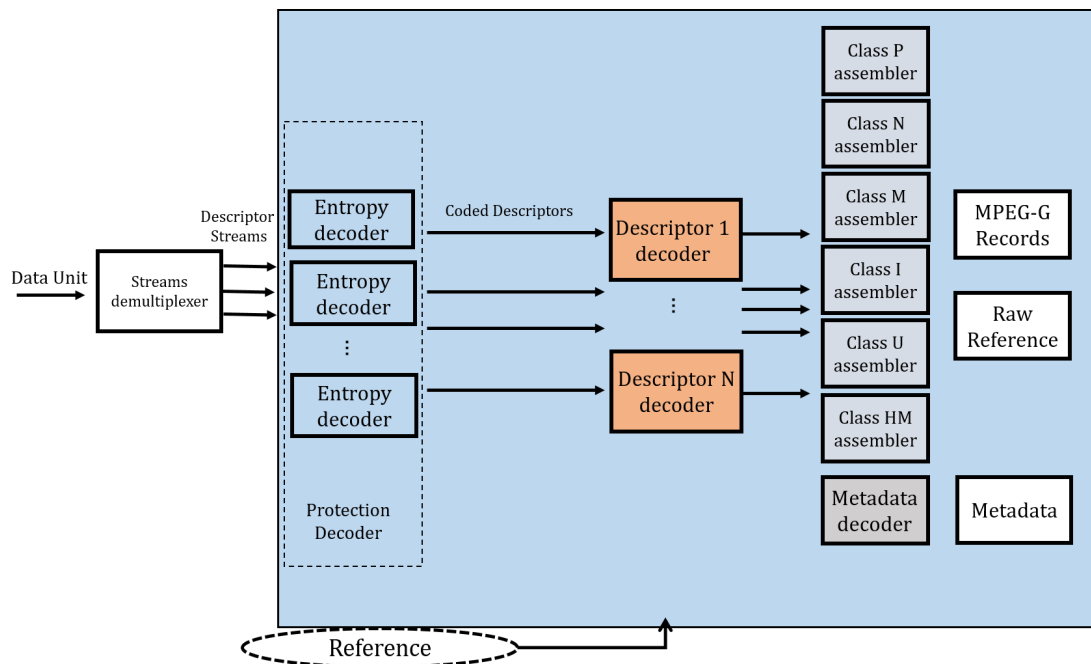 Data Unit
Streams
demultiplexer
Descriptor
Streams
Entropy
decoder
Entropy
decoder
...
Entropy
decoder
Protection
Decoder
Coded Descriptors
Descriptor 1
decoder
...
Descriptor N
decoder
Class P
assembler
Class N
assembler
Class M
assembler
Class I
assembler
Class U
assembler
Class HM
assembler
Metadata
decoder
MPEG-G
Records
Raw
Reference
Metadata
Reference